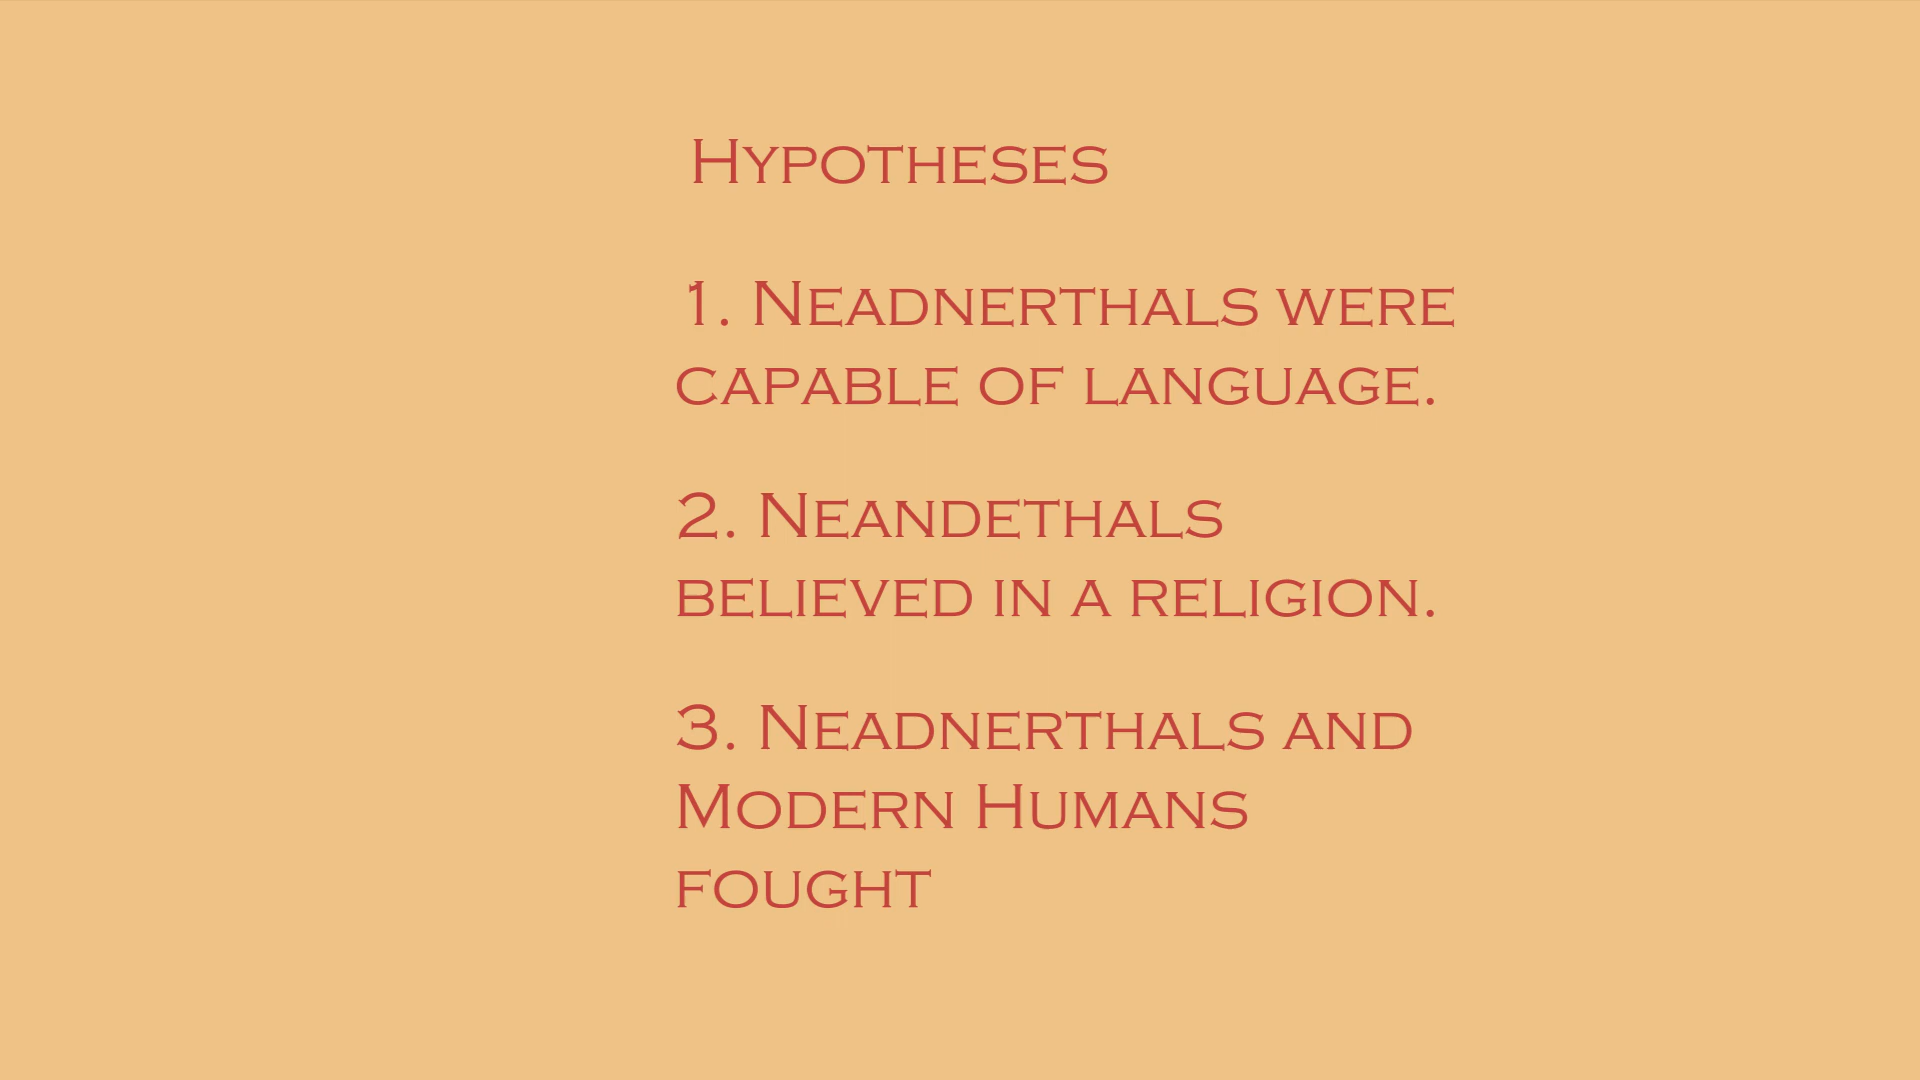 Hypotheses
1. Neadnerthals were
capable of language.
2. Neandethals
believed in a religion.
3. Neadnerthals and
Modern Humans
fought